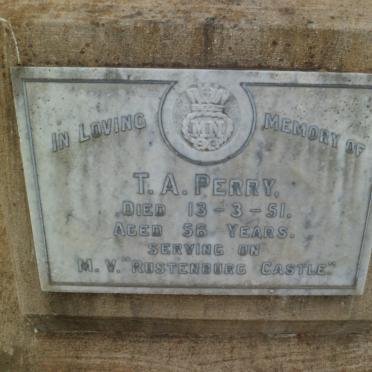 IN LOVING MN MEMORY OF
T. A. PERRY.
DIED 13-3-51.
AGED 56 YEARS.
SERVING ON
M. V. "RUSTENBURG CASTLE."